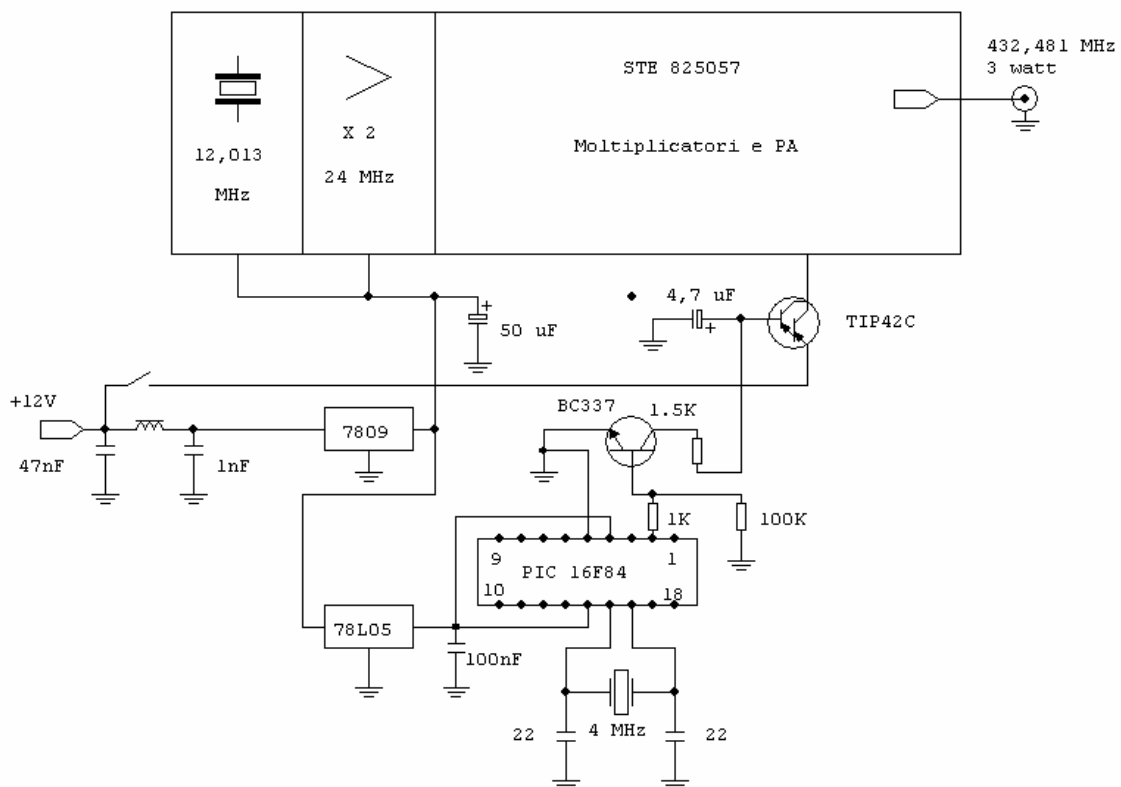 432,481 MHz
3 watt
STE 825057
X 2
Moltiplicatori e PA
12,013
MHz
24 MHz
+
50 uF
4,7 uF
+
TIP42C
+12V
BC337
1.5K
7809
47nF
1nF
1K
100K
9
1
PIC 16F84
10
18
78L05
100nF
22
4 MHz
22